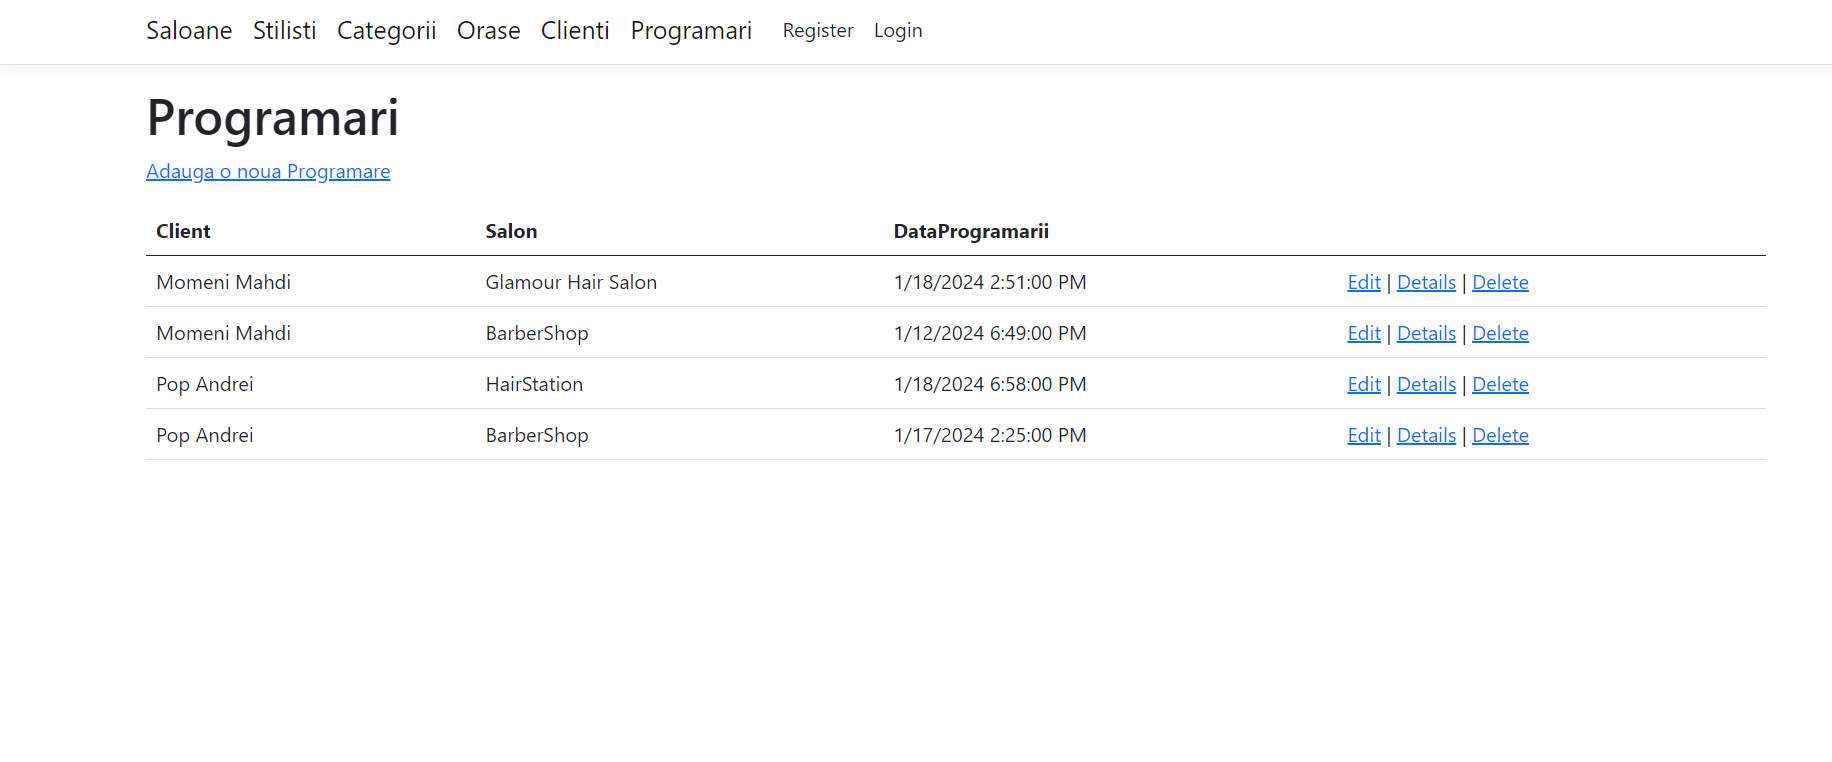 Saloane Stilisti Categorii Orase Clienti Programari Register Login
Programari
Adauga o noua Programare
Client Salon DataProgramarii
Momeni Mahdi Glamour Hair Salon 1/18/2024 2:51:00 PM Edit | Details | Delete
Momeni Mahdi BarberShop 1/12/2024 6:49:00 PM Edit | Details | Delete
Pop Andrei HairStation 1/18/2024 6:58:00 PM Edit | Details | Delete
Pop Andrei BarberShop 1/17/2024 2:25:00 PM Edit | Details | Delete